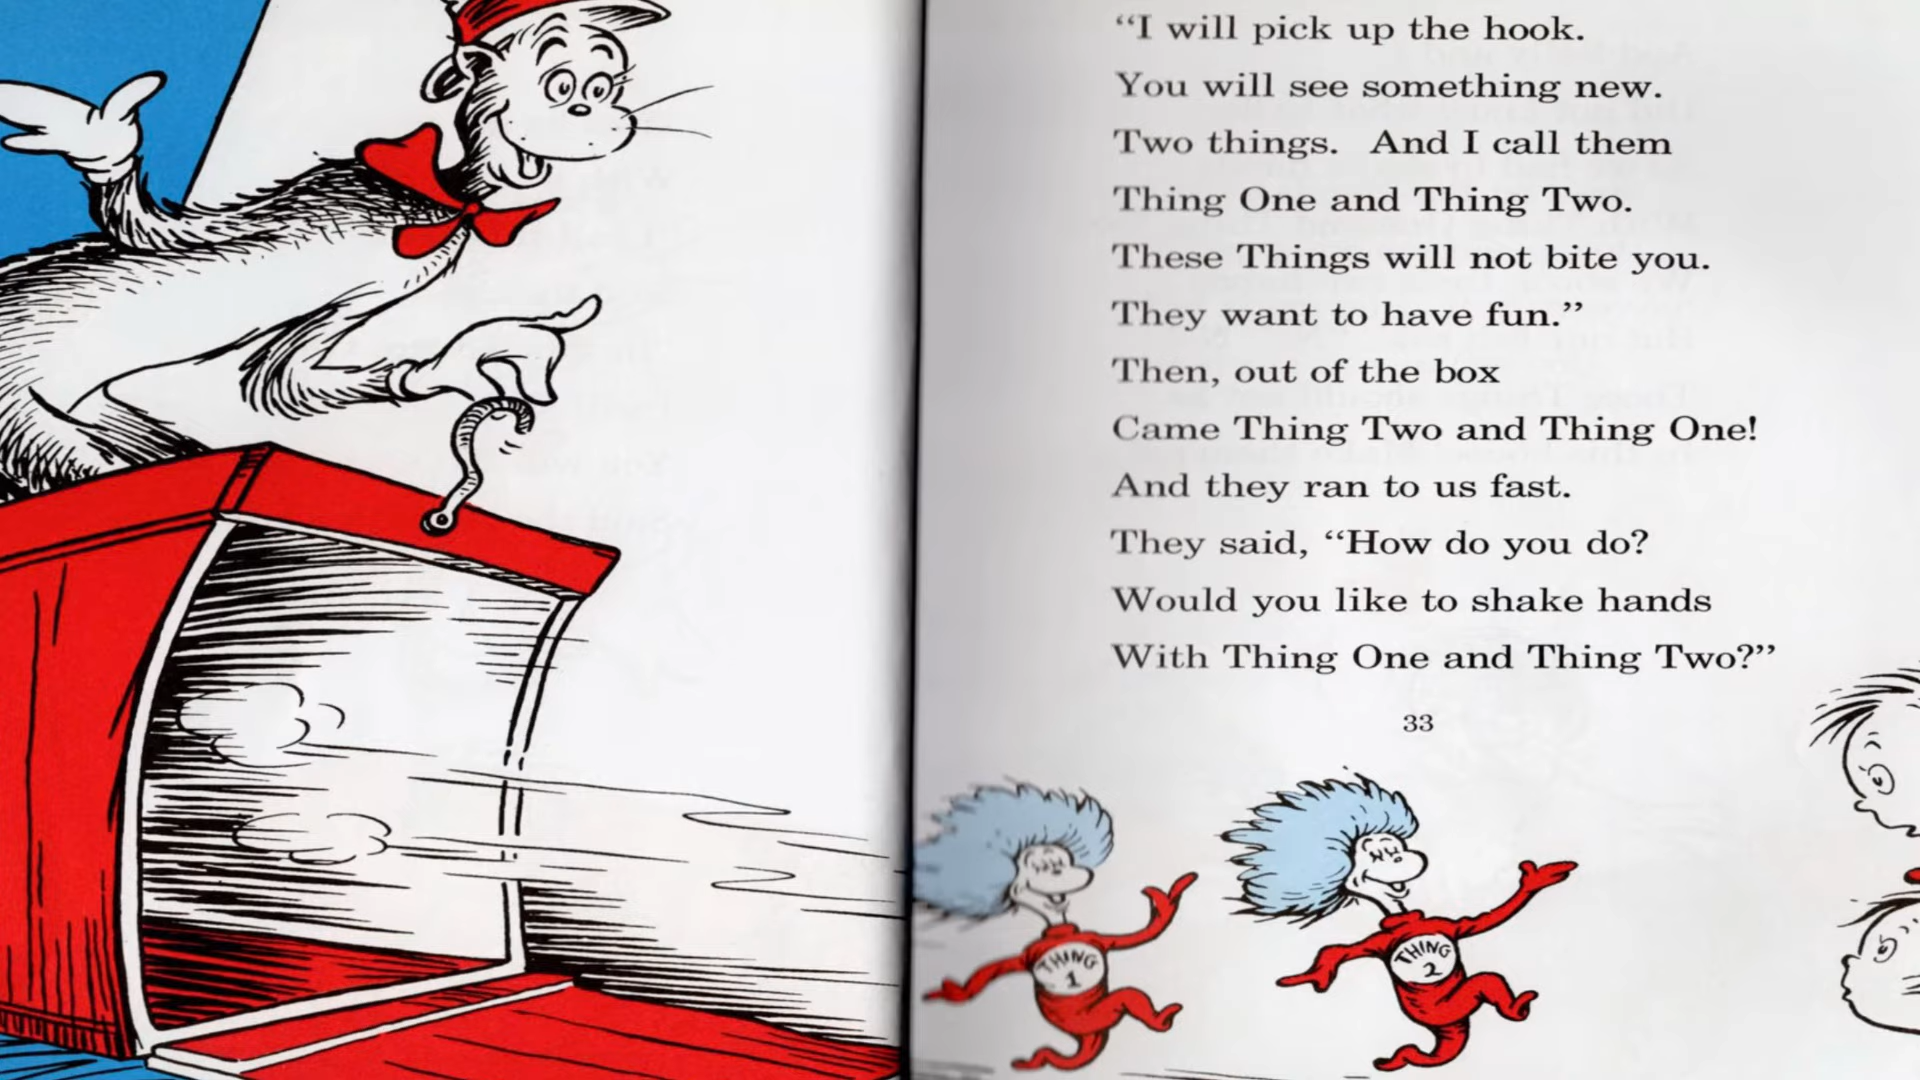 “I will pick up the hook.
You will see something new.
Two things. And I call them
Thing One and Thing Two.
These Things will not bite you.
They want to have fun.”
Then, out of the box
Came Thing Two and Thing One!
And they ran to us fast.
They said, “How do you do?
Would you like to shake hands
With Thing One and Thing Two?”
33
THING
1
THING
2